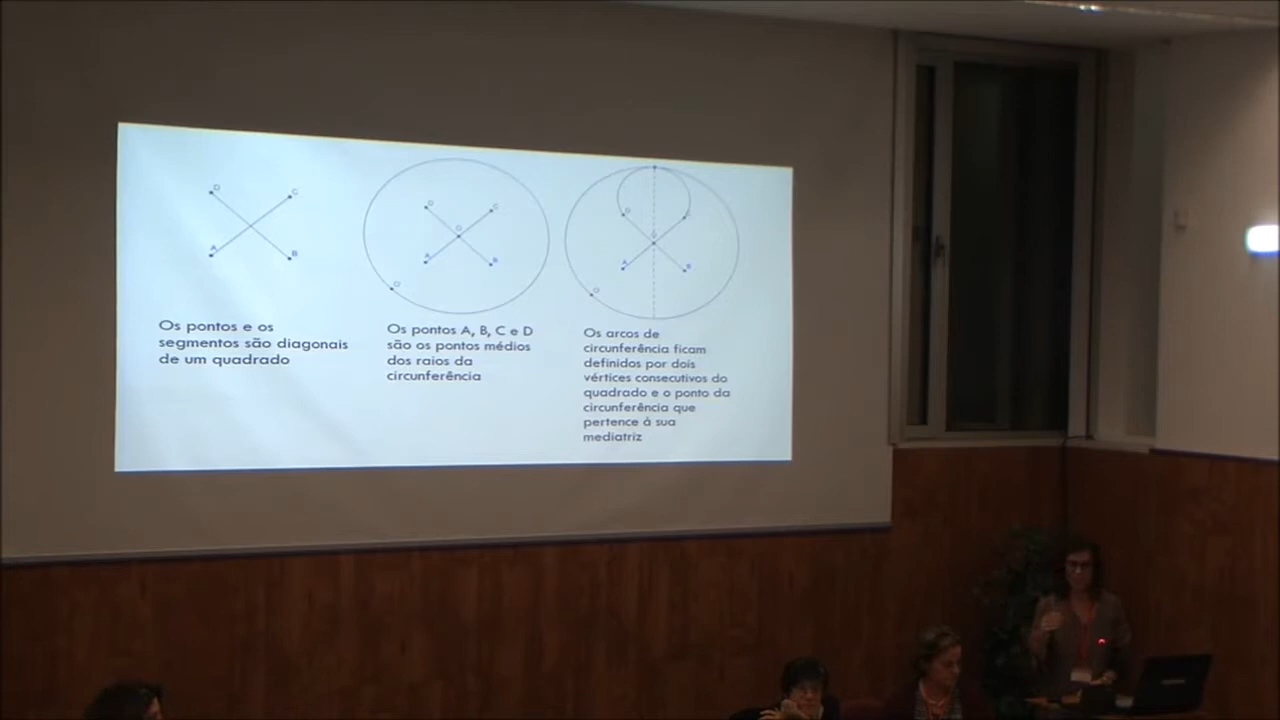 D
C
A
B
Os pontos e os
segmentos são diagonais
de um quadrado
D
C
O
A
B
O
Os pontos A, B, C e D
são os pontos médios
dos raios da
circunferência
D
C
A
B
O
Os arcos de
circunferência ficam
definidos por dois
vértices consecutivos do
quadrado e o ponto da
circunferência que
pertence à sua
mediatriz